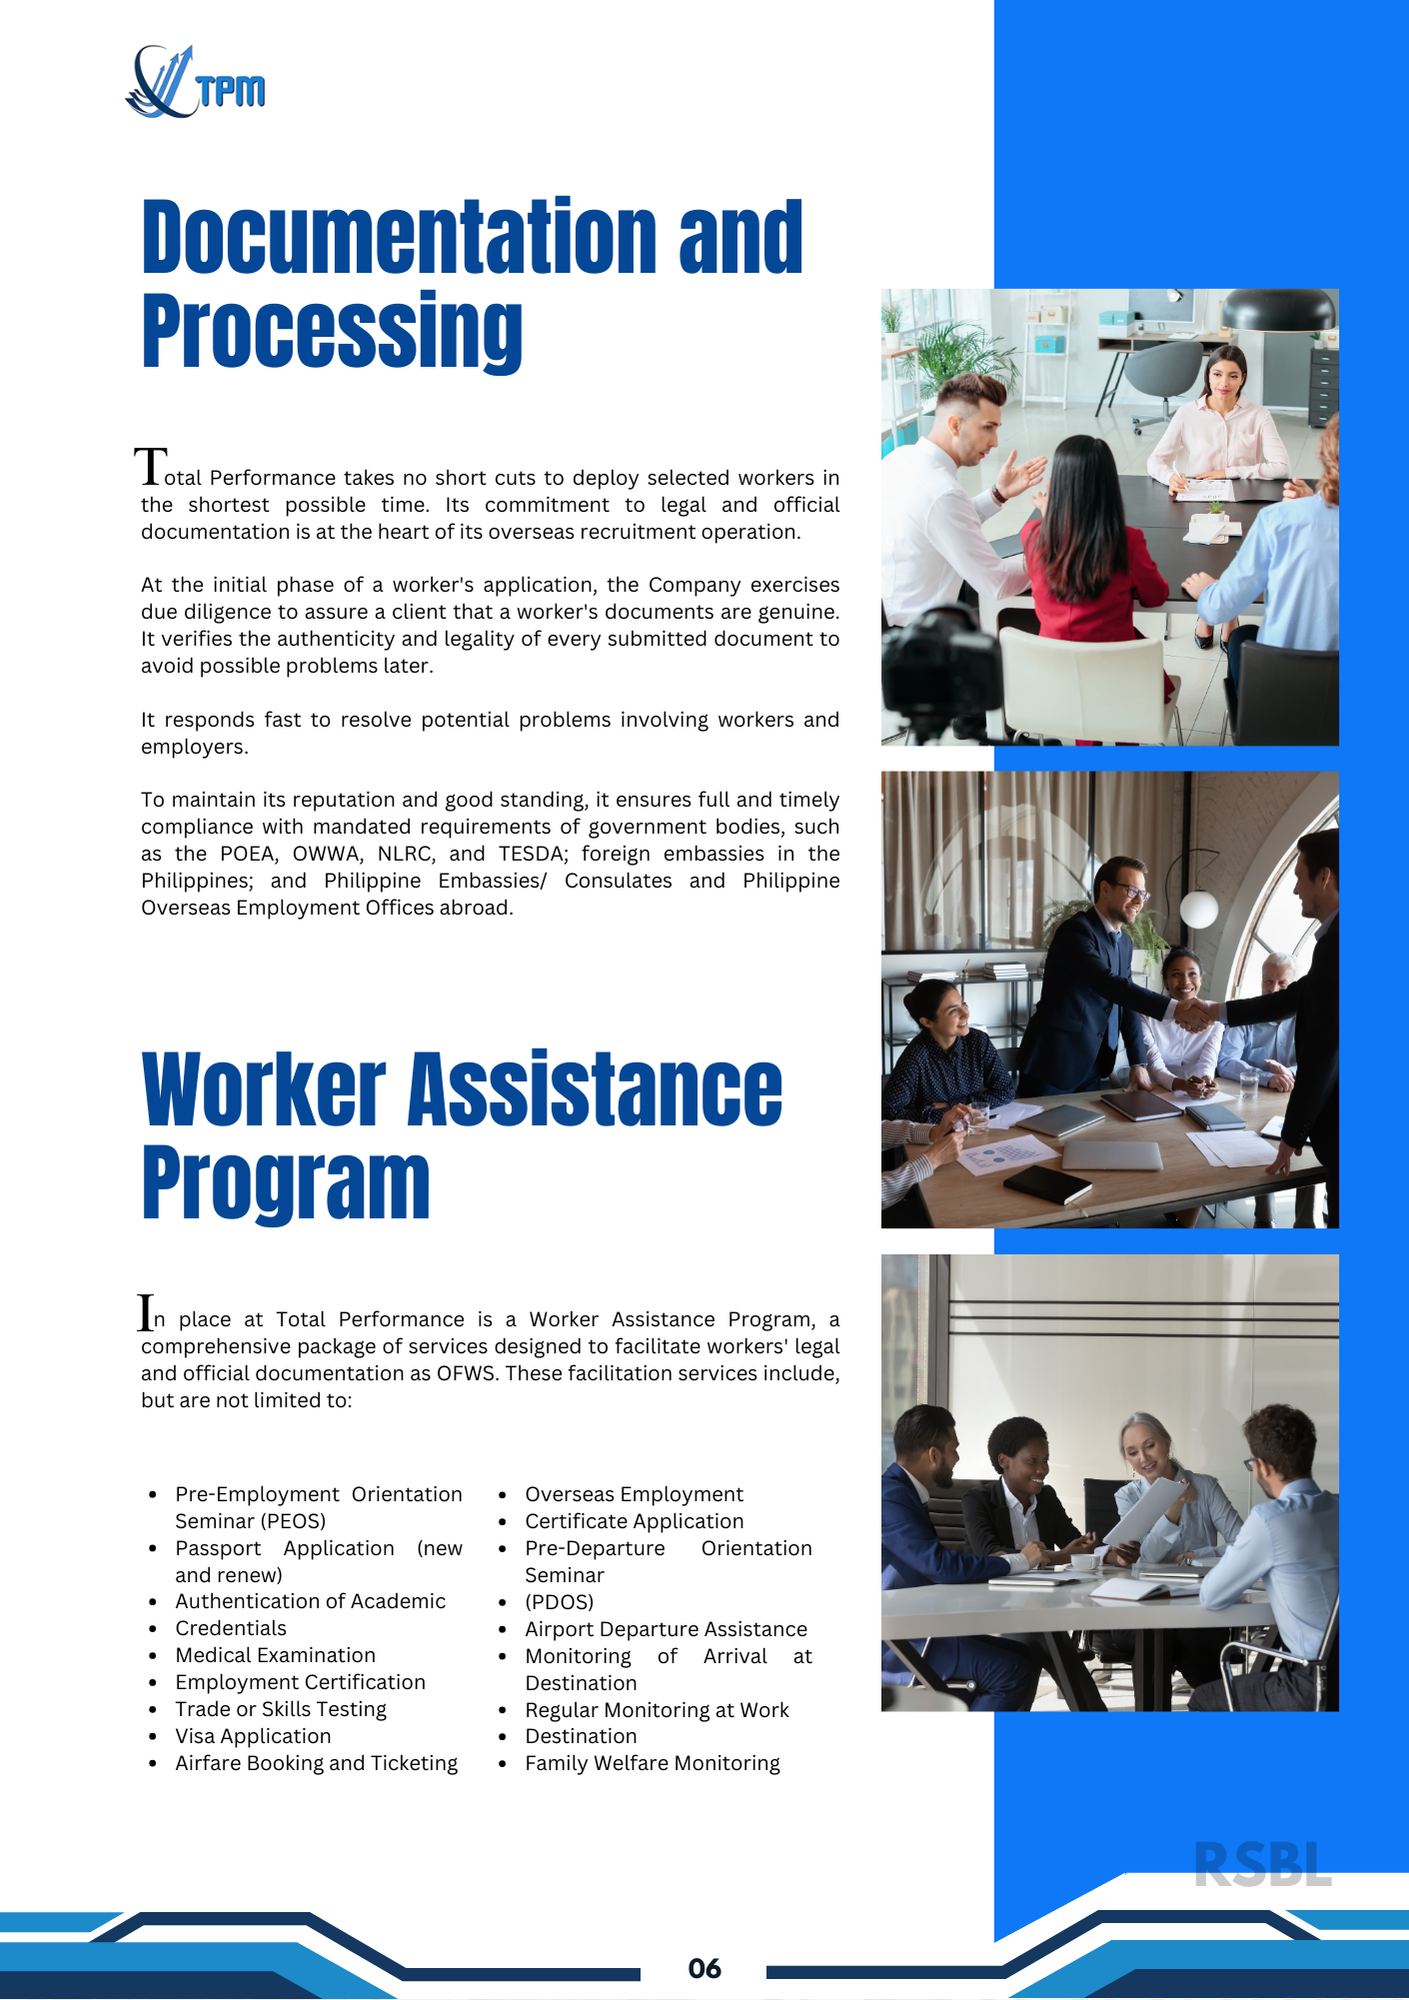 TPM
Documentation and
Processing
Total Performance takes no short cuts to deploy selected workers in
the shortest possible time. Its commitment to legal and official
documentation is at the heart of its overseas recruitment operation.
At the initial phase of a worker's application, the Company exercises
due diligence to assure a client that a worker's documents are genuine.
It verifies the authenticity and legality of every submitted document to
avoid possible problems later.
It responds fast to resolve potential problems involving workers and
employers.
To maintain its reputation and good standing, it ensures full and timely
compliance with mandated requirements of government bodies, such
as the POEA, OWWA, NLRC, and TESDA; foreign embassies in the
Philippines; and Philippine Embassies/ Consulates and Philippine
Overseas Employment Offices abroad.
Worker Assistance
Program
In place at Total Performance is a Worker Assistance Program, a
comprehensive package of services designed to facilitate workers' legal
and official documentation as OFWS. These facilitation services include,
but are not limited to:
• Pre-Employment Orientation
Seminar (PEOS)
• Passport Application (new
and renew)
• Authentication of Academic
• Credentials
• Medical Examination
• Employment Certification
• Trade or Skills Testing
• Visa Application
• Airfare Booking and Ticketing
• Overseas Employment
• Certificate Application
• Pre-Departure Orientation
Seminar
• (PDOS)
• Airport Departure Assistance
• Monitoring of Arrival at
Destination
• Regular Monitoring at Work
• Destination
• Family Welfare Monitoring
RSBL
06